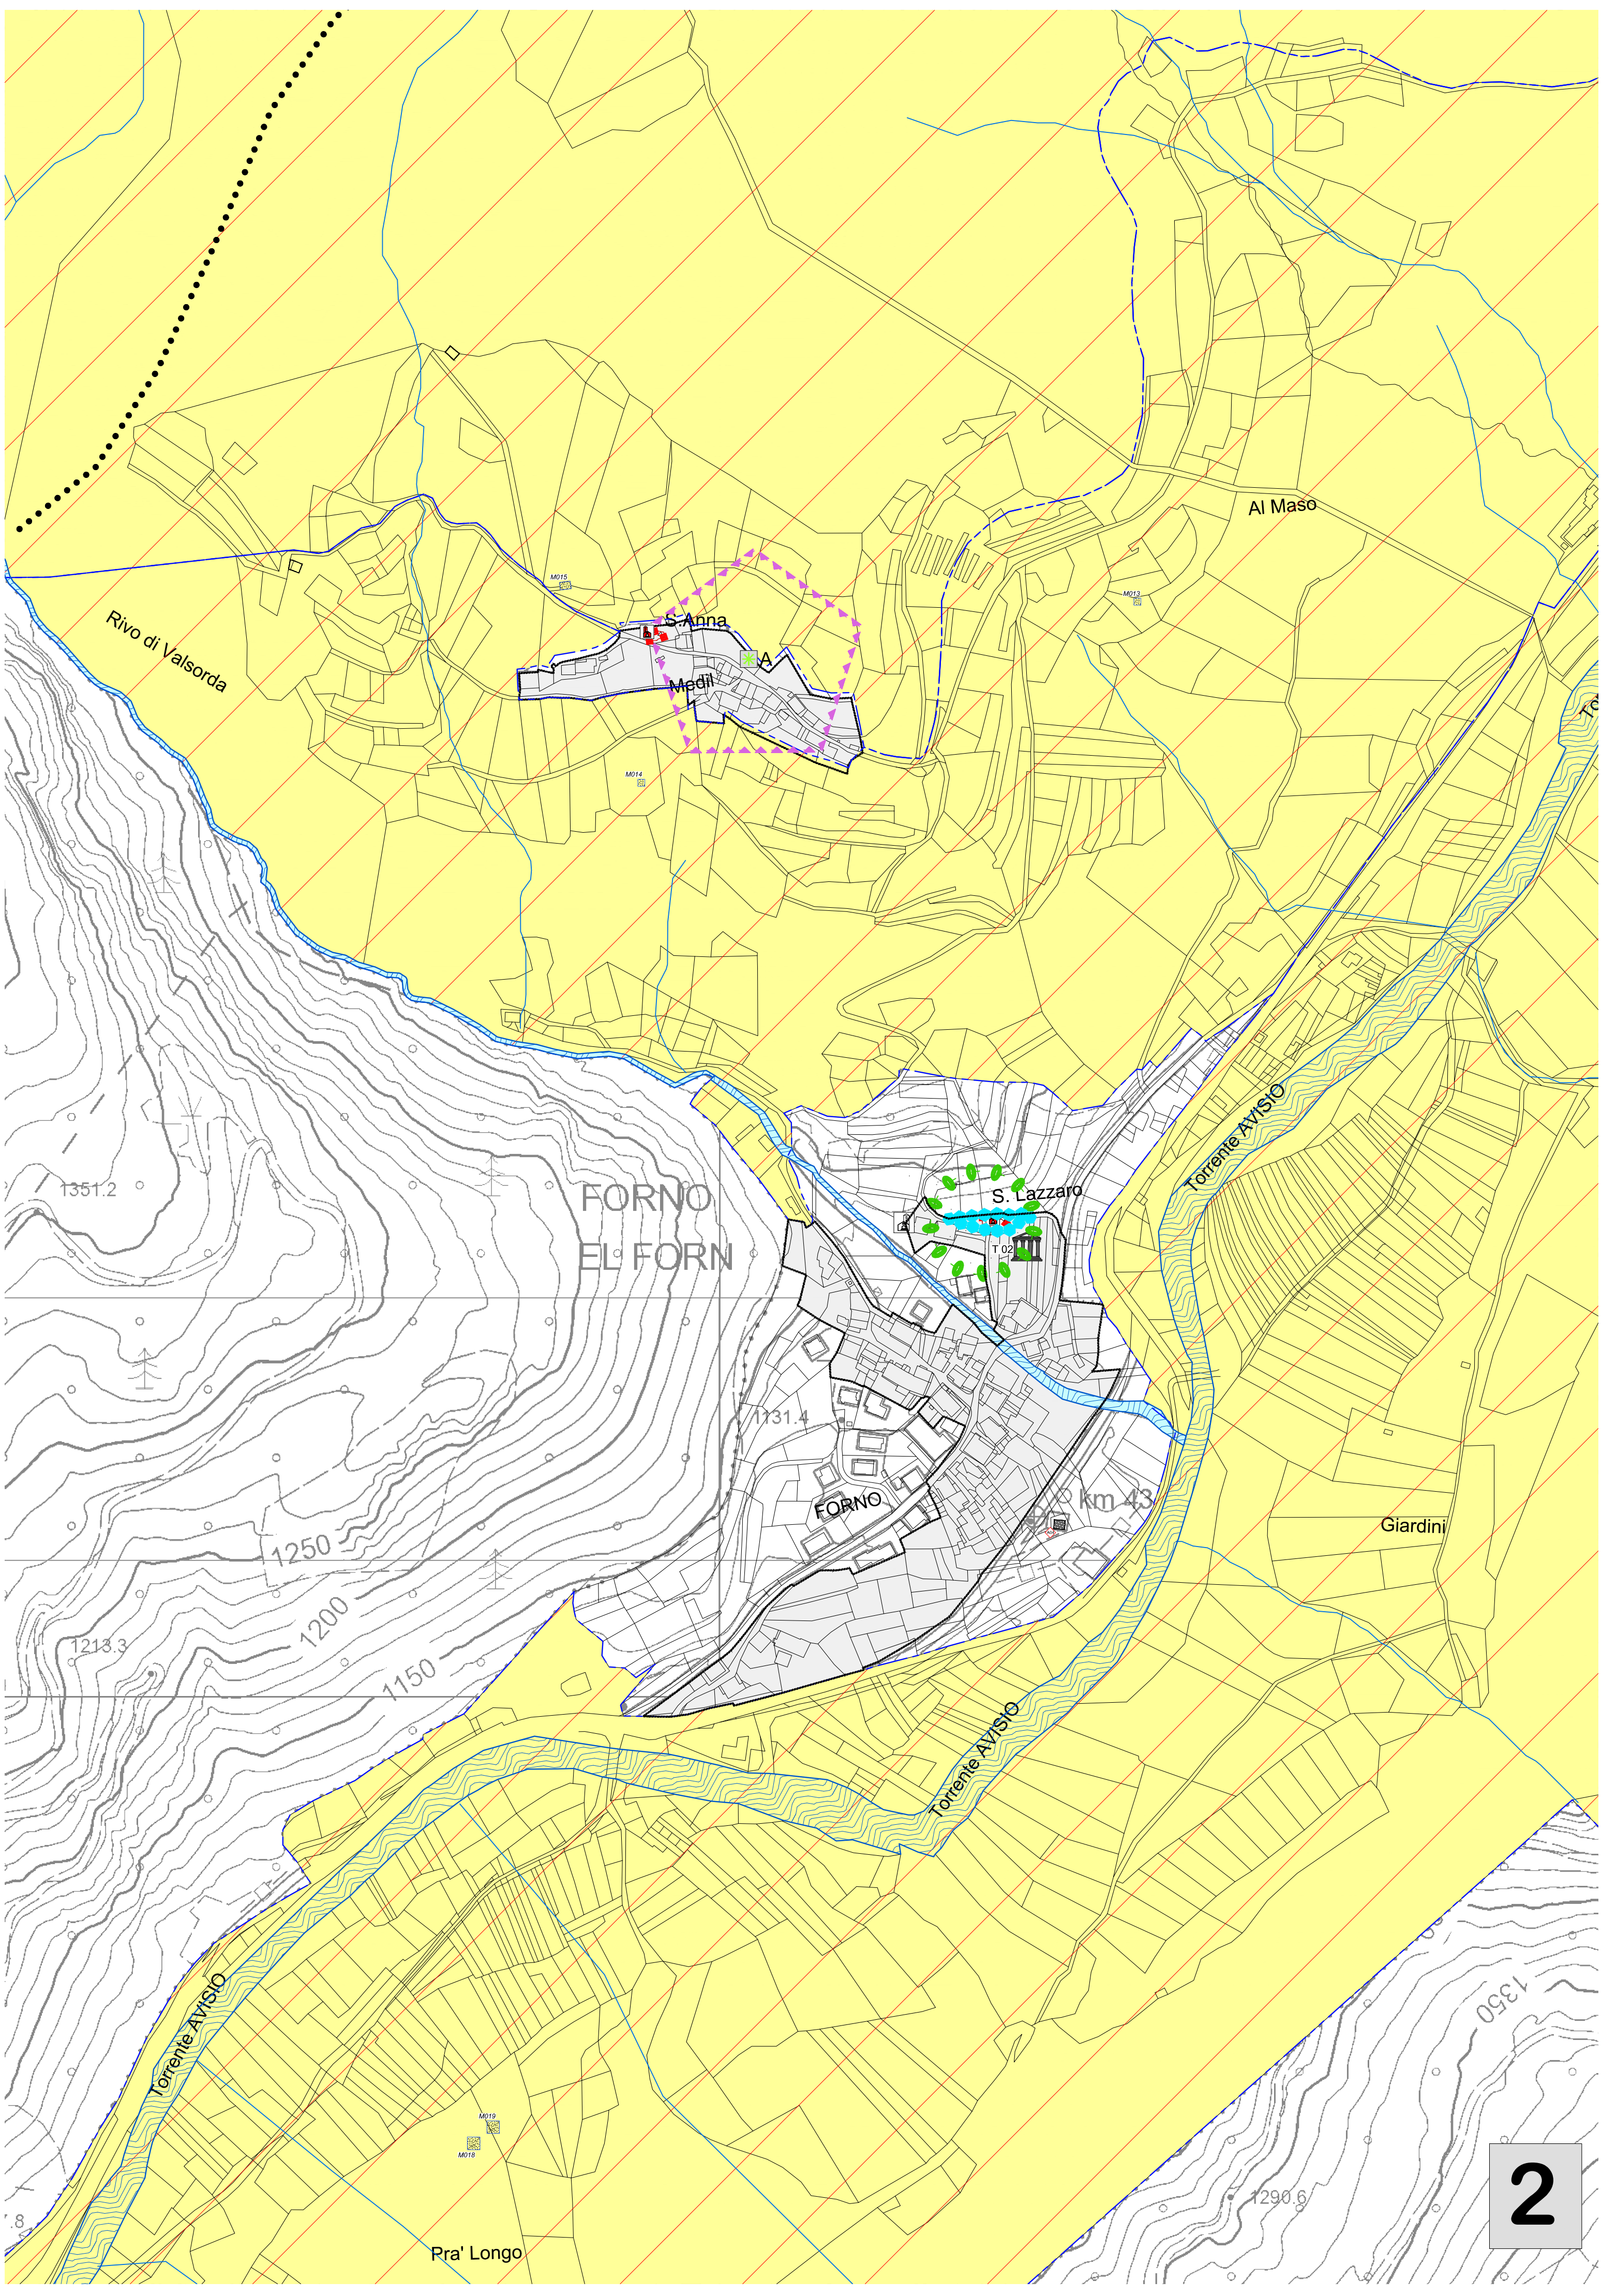 Al Maso
M015
M013
S.Anna
Rivo di Valsorda
A
Medil
M014
Torrente AVISIO
1351.2
FORNO
EL FORN
S. Lazzaro
T 02
1131.4
FORNO
km 43
Giardini
1250
1200
1213.3
1150
Torrente AVISIO
Torrente AVISIO
1350
M019
M018
1290.6
Pra' Longo
2